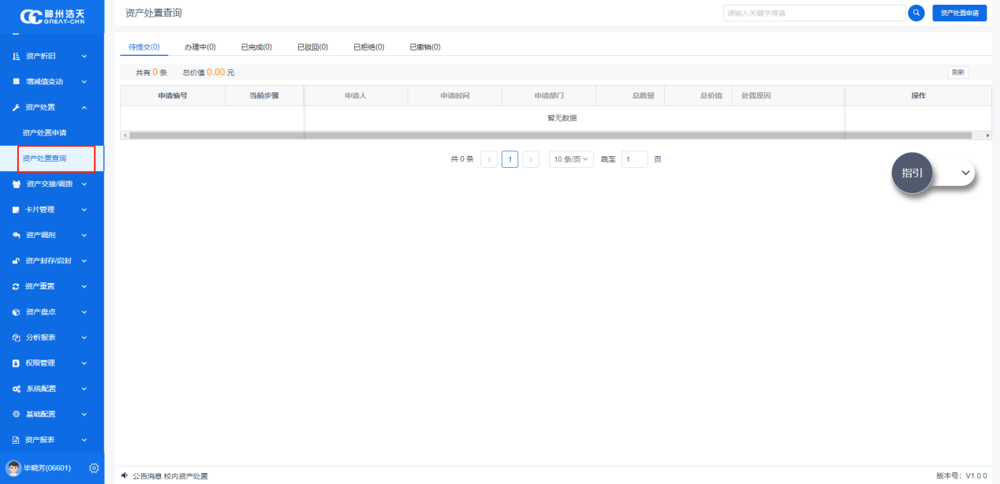 神州浩天
GREAT-CHN
资产折旧
增减值变动
资产处置
资产处置申请
资产处置查询
资产交接/调拨
卡片管理
资产调剂
资产封存/启封
资产重置
资产盘点
分析报表
权限管理
系统配置
基础配置
资产报表
毕晓芳(06601)
资产处置查询
请输入关键字搜索
资产处置申请
待提交(0) 办理中(0) 已完成(0) 已驳回(0) 已拒绝(0) 已撤销(0)
共有 0 条 总价值 0.00 元
刷新
申请编号 当前步骤 申请人 申请时间 申请部门 总数量 总价值 处置原因 操作
暂无数据
共 0 条 < 1 > 10 条/页 跳至 1 页
指引
公告消息 校内资产处置
版本号：V1.0.0